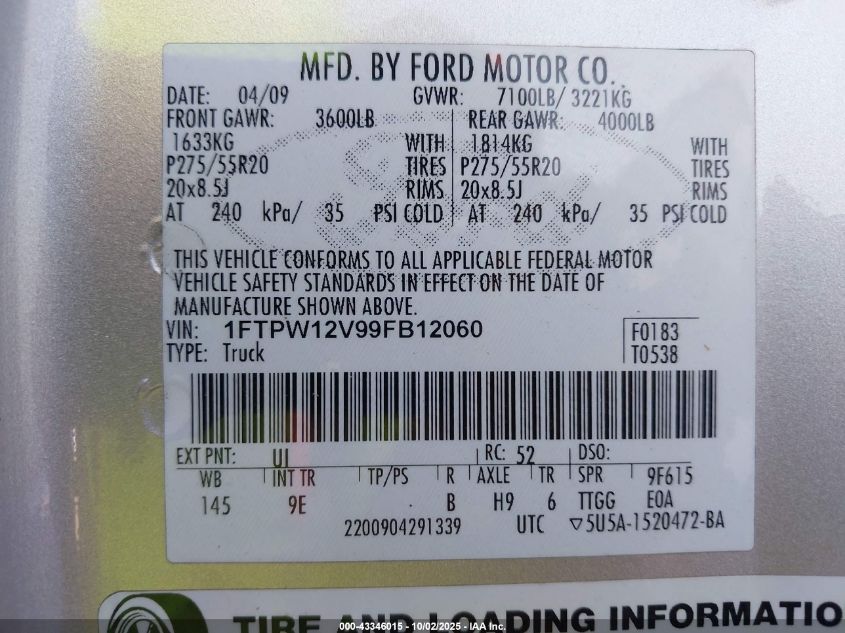 MFD. BY FORD MOTOR CO.
DATE: 04/09 GVWR: 7100LB/ 3221KG
FRONT GAWR: 3600LB REAR GAWR: 4000LB
1633KG WITH 1814KG WITH
P275/55R20 TIRES P275/55R20 TIRES
20x8.5J RIMS 20x8.5J RIMS
AT 240 kPa/ 35 PSI COLD AT 240 kPa/ 35 PSI COLD
THIS VEHICLE CONFORMS TO ALL APPLICABLE FEDERAL MOTOR
VEHICLE SAFETY STANDARDS IN EFFECT ON THE DATE OF
MANUFACTURE SHOWN ABOVE.
VIN: 1FTPW12V99FB12060 F0183
TYPE: Truck T0538
EXT PNT: UI RC: 52 DSO:
WB INT TR TP/PS R AXLE TR SPR 9F615
145 9E B H9 6 TTGG E0A
2200904291339 UTC ▽5U5A-1520472-BA
TIRE AND LOADING INFORMATIO
000-43346015 - 10/02/2025 - IAA Inc.